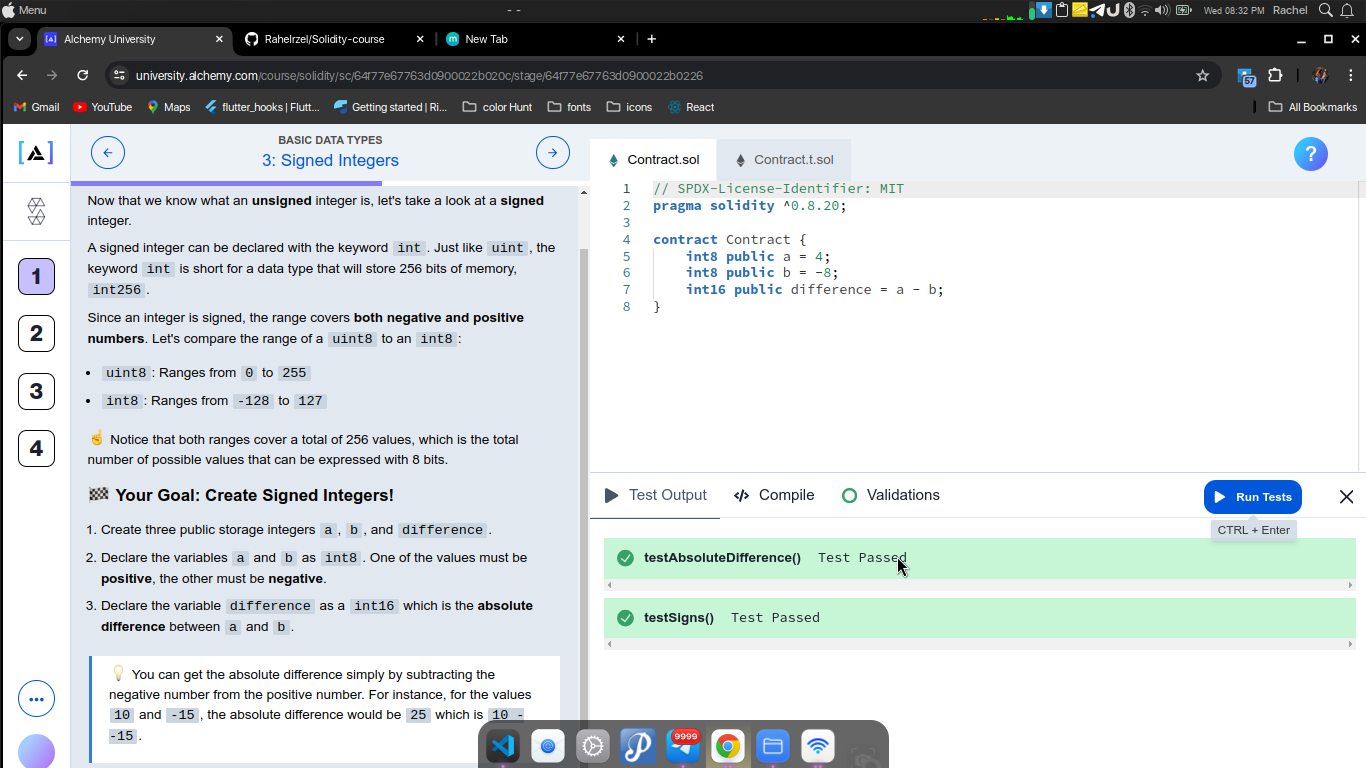 Menu
- -
Wed 08:32 PM
Rachel
Alchemy University
Rahelrzel/Solidity-course
New Tab
university.alchemy.com/course/solidity/sc/64f77e67763d0900022b020c/stage/64f77e67763d0900022b0226
57
Gmail
YouTube
Maps
flutter_hooks | Flutt...
Getting started | Ri...
color Hunt
fonts
icons
React
All Bookmarks
BASIC DATA TYPES
3: Signed Integers
1
2
3
4
Now that we know what an unsigned integer is, let's take a look at a signed
integer.
A signed integer can be declared with the keyword int. Just like uint, the
keyword int is short for a data type that will store 256 bits of memory,
int256.
Since an integer is signed, the range covers both negative and positive
numbers. Let's compare the range of a uint8 to an int8:
• uint8: Ranges from 0 to 255
• int8: Ranges from -128 to 127
☝️ Notice that both ranges cover a total of 256 values, which is the total
number of possible values that can be expressed with 8 bits.
🏁 Your Goal: Create Signed Integers!
1. Create three public storage integers a, b, and difference.
2. Declare the variables a and b as int8. One of the values must be
positive, the other must be negative.
3. Declare the variable difference as a int16 which is the absolute
difference between a and b.
💡 You can get the absolute difference simply by subtracting the
negative number from the positive number. For instance, for the values
10 and -15, the absolute difference would be 25 which is 10 -
-15.
Contract.sol
Contract.t.sol
?
1 // SPDX-License-Identifier: MIT
2 pragma solidity ^0.8.20;
3
4 contract Contract {
5 int8 public a = 4;
6 int8 public b = -8;
7 int16 public difference = a - b;
8 }
Test Output
Compile
Validations
Run Tests
CTRL + Enter
testAbsoluteDifference() Test Passed
testSigns() Test Passed
9999